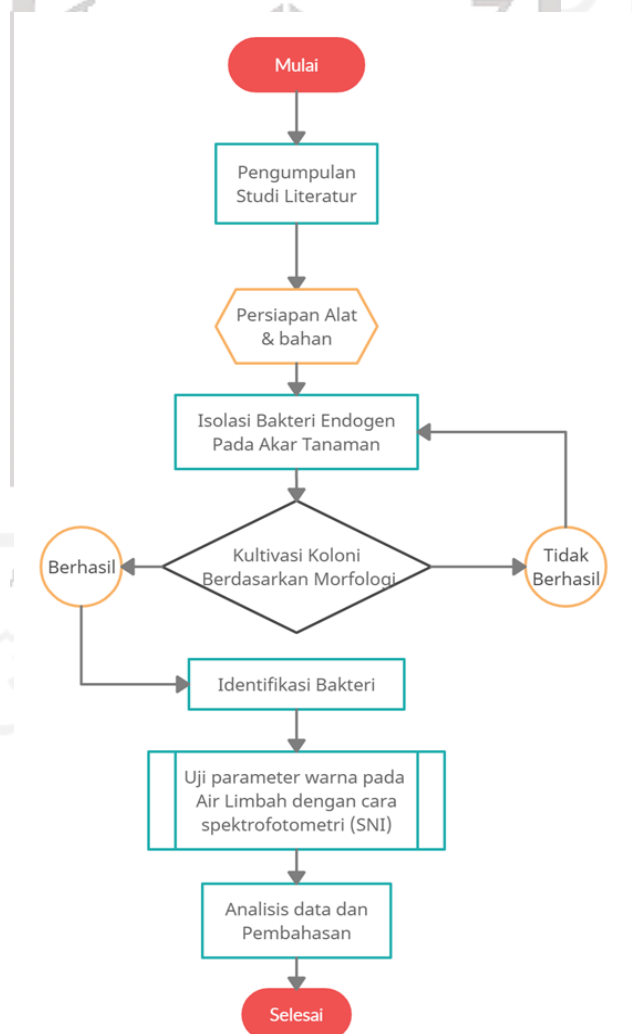 Mulai
Pengumpulan
Studi Literatur
Persiapan Alat
& bahan
Isolasi Bakteri Endogen
Pada Akar Tanaman
Kultivasi Koloni
Berdasarkan Morfologi
Berhasil
Tidak
Berhasil
Identifikasi Bakteri
Uji parameter warna pada
Air Limbah dengan cara
spektrofotometri (SNI)
Analisis data dan
Pembahasan
Selesai